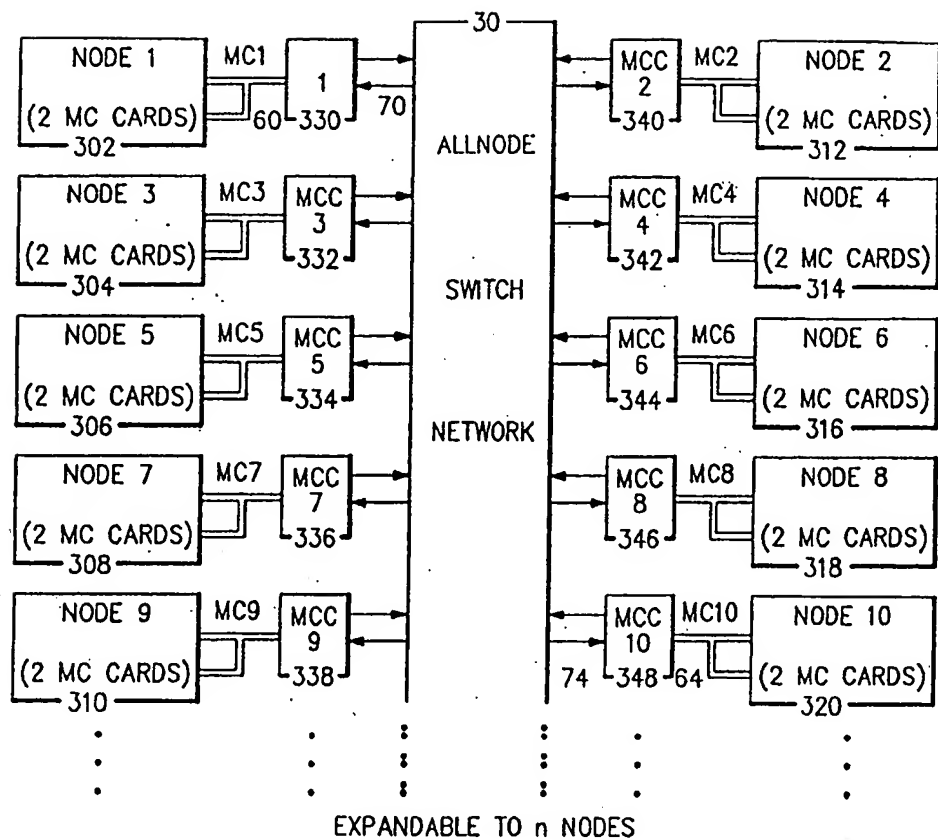 30
NODE 1
(2 MC CARDS)
302
MC1
60
1
330
70
MCC
2
340
MC2
NODE 2
(2 MC CARDS)
312
ALLNODE
NODE 3
(2 MC CARDS)
304
MC3
MCC
3
332
MCC
4
342
MC4
NODE 4
(2 MC CARDS)
314
SWITCH
NODE 5
(2 MC CARDS)
306
MC5
MCC
5
334
MCC
6
344
MC6
NODE 6
(2 MC CARDS)
316
NETWORK
NODE 7
(2 MC CARDS)
308
MC7
MCC
7
336
MCC
8
346
MC8
NODE 8
(2 MC CARDS)
318
NODE 9
(2 MC CARDS)
310
MC9
MCC
9
338
74
MCC
10
348
MC10
64
NODE 10
(2 MC CARDS)
320
EXPANDABLE TO n NODES